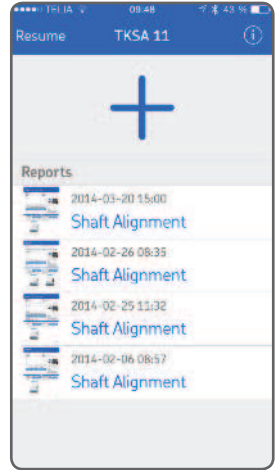 TELIA 09:48 43 %
Resume TKSA 11
Reports
2014-03-20 15:00
Shaft Alignment
2014-02-26 08:35
Shaft Alignment
2014-02-25 11:32
Shaft Alignment
2014-02-06 08:57
Shaft Alignment